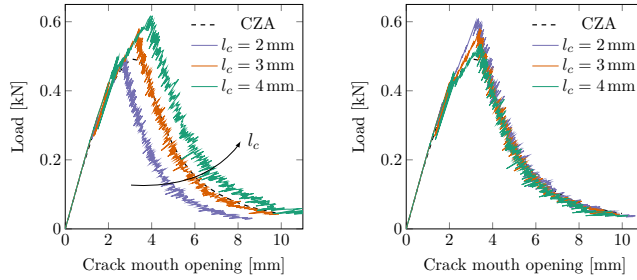 0.6
0.4
0.2
0
Load [kN]
CZA
l_c = 2 mm
l_c = 3 mm
l_c = 4 mm
l_c
0 2 4 6 8 10
Crack mouth opening [mm]
0.6
0.4
0.2
0
Load [kN]
CZA
l_c = 2 mm
l_c = 3 mm
l_c = 4 mm
0 2 4 6 8 10
Crack mouth opening [mm]